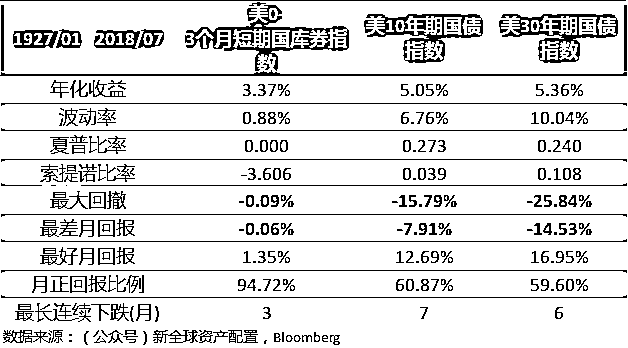 1927/01 2018/07 美0-3个月短期国库券指数 美10年期国债指数 美30年期国债指数
年化收益 3.37% 5.05% 5.36%
波动率 0.88% 6.76% 10.04%
夏普比率 0.000 0.273 0.240
索提诺比率 -3.606 0.039 0.108
最大回撤 -0.09% -15.79% -25.84%
最差月回报 -0.06% -7.91% -14.53%
最好月回报 1.35% 12.69% 16.95%
月正回报比例 94.72% 60.87% 59.60%
最长连续下跌(月) 3 7 6
数据来源：（公众号）新全球资产配置，Bloomberg